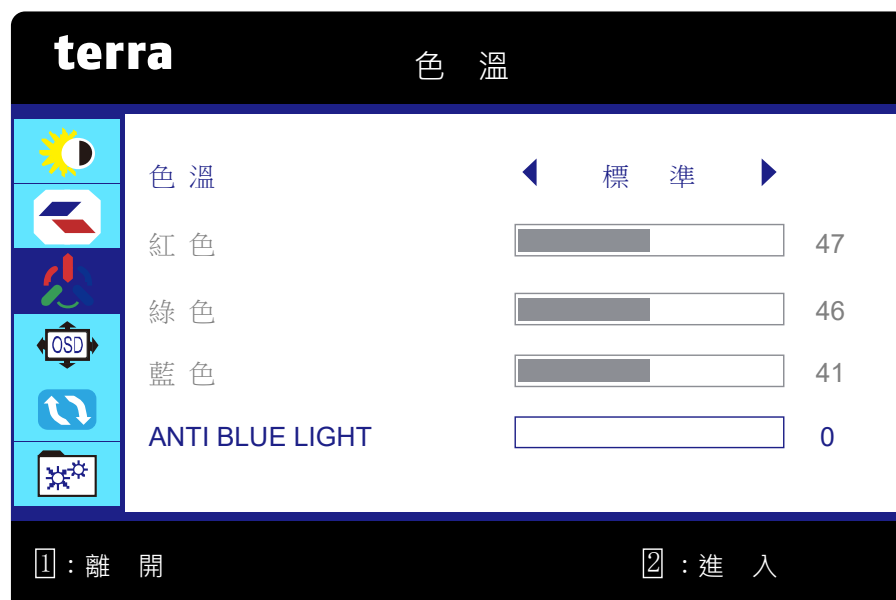 terra
色 溫
色 溫 標 準
紅 色 47
綠 色 46
OSD
藍 色 41
ANTI BLUE LIGHT 0
1：離 開 2：進 入